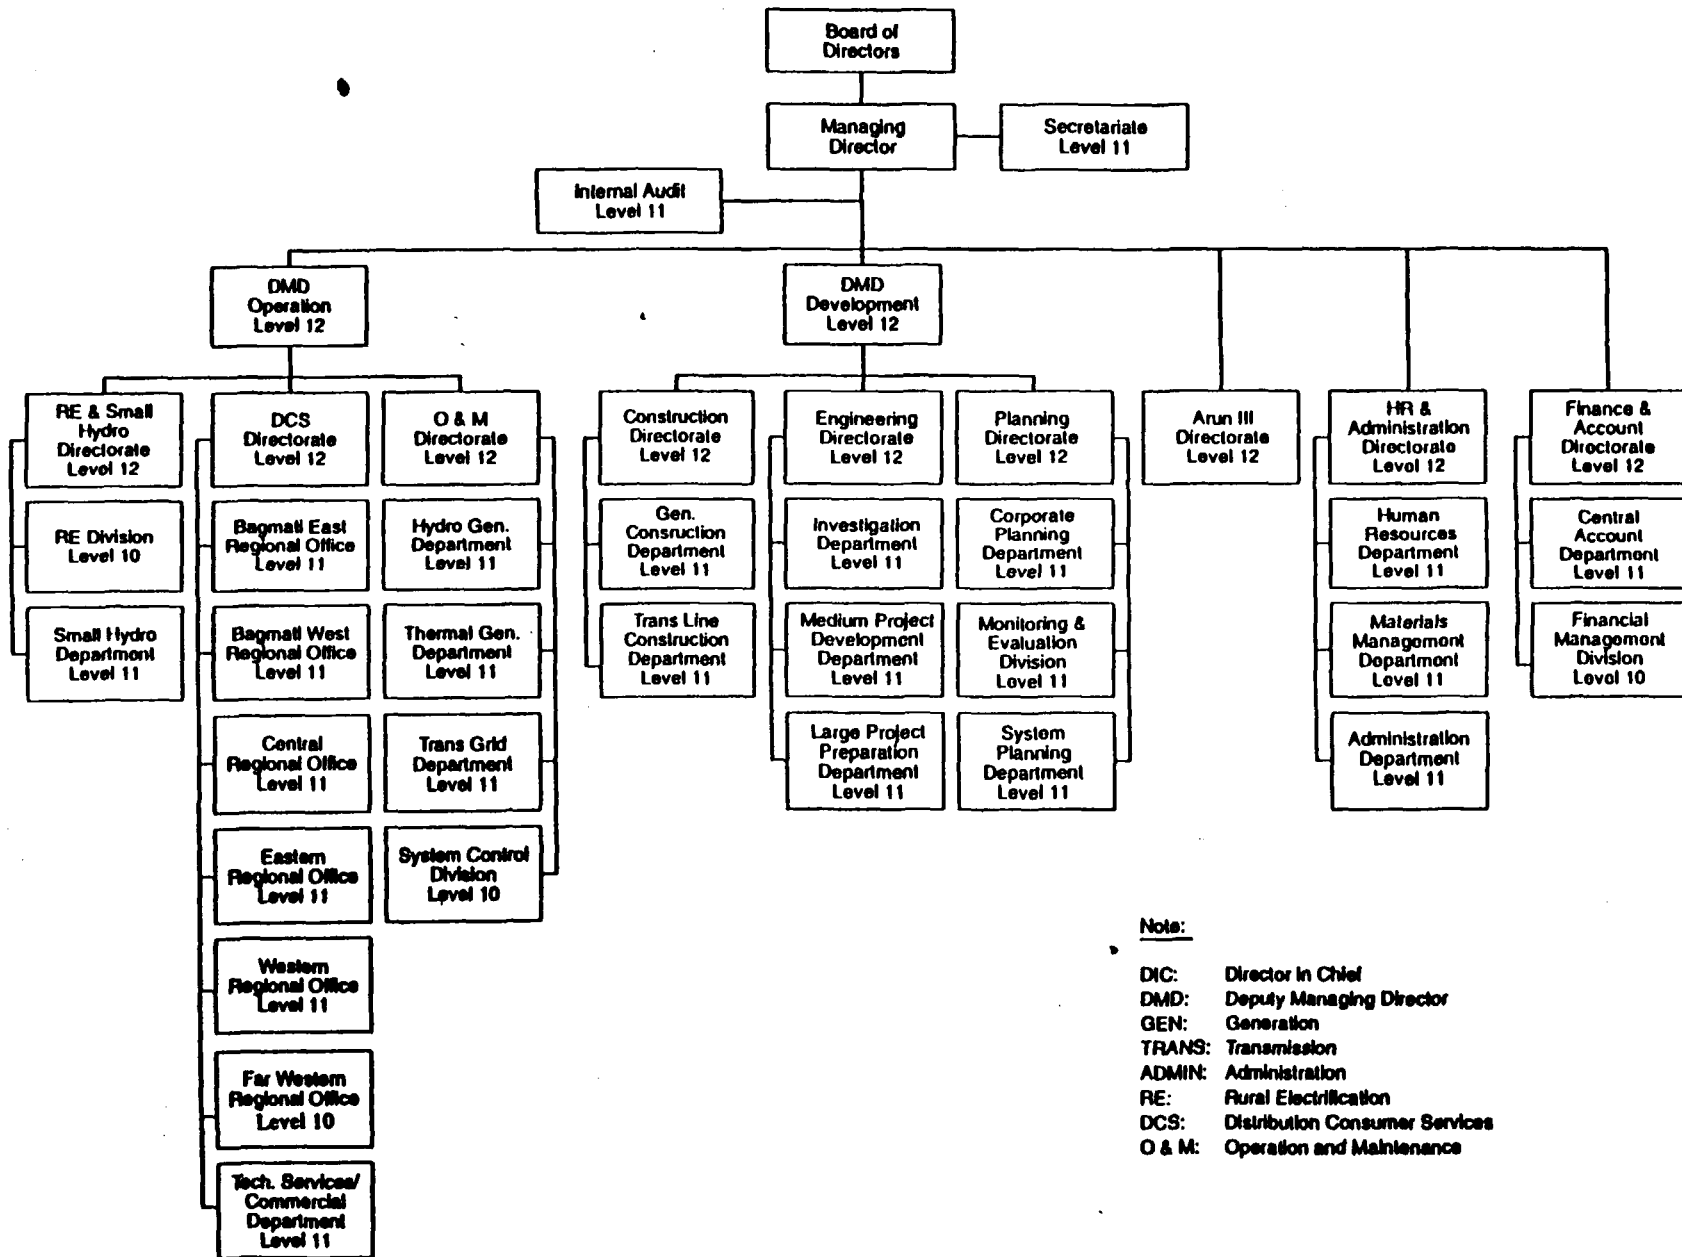 Board of
Directors
Managing
Director
Secretariate
Level 11
Internal Audit
Level 11
DMD
Operation
Level 12
DMD
Development
Level 12
RE & Small
Hydro
Directorate
Level 12
DCS
Directorate
Level 12
O & M
Directorate
Level 12
Construction
Directorate
Level 12
Engineering
Directorate
Level 12
Planning
Directorate
Level 12
Arun III
Directorate
Level 12
HR &
Administration
Directorate
Level 12
Finance &
Account
Directorate
Level 12
RE Division
Level 10
Bagmati East
Regional Office
Level 11
Hydro Gen.
Department
Level 11
Gen.
Consruction
Department
Level 11
Investigation
Department
Level 11
Corporate
Planning
Department
Level 11
Human
Resources
Department
Level 11
Central
Account
Department
Level 11
Small Hydro
Department
Level 11
Bagmati West
Regional Office
Level 11
Thermal Gen.
Department
Level 11
Trans Line
Construction
Department
Level 11
Medium Project
Development
Department
Level 11
Monitoring &
Evaluation
Division
Level 11
Materials
Management
Department
Level 11
Financial
Management
Division
Level 10
Central
Regional Office
Level 11
Trans Grid
Department
Level 11
Large Project
Preparation
Department
Level 11
System
Planning
Department
Level 11
Administration
Department
Level 11
Eastern
Regional Office
Level 11
System Control
Division
Level 10
Western
Regional Office
Level 11
Far Western
Regional Office
Level 10
Tech. Services/
Commercial
Department
Level 11
Note:
DIC: Director in Chief
DMD: Deputy Managing Director
GEN: Generation
TRANS: Transmission
ADMIN: Administration
RE: Rural Electrification
DCS: Distribution Consumer Services
O & M: Operation and Maintenance